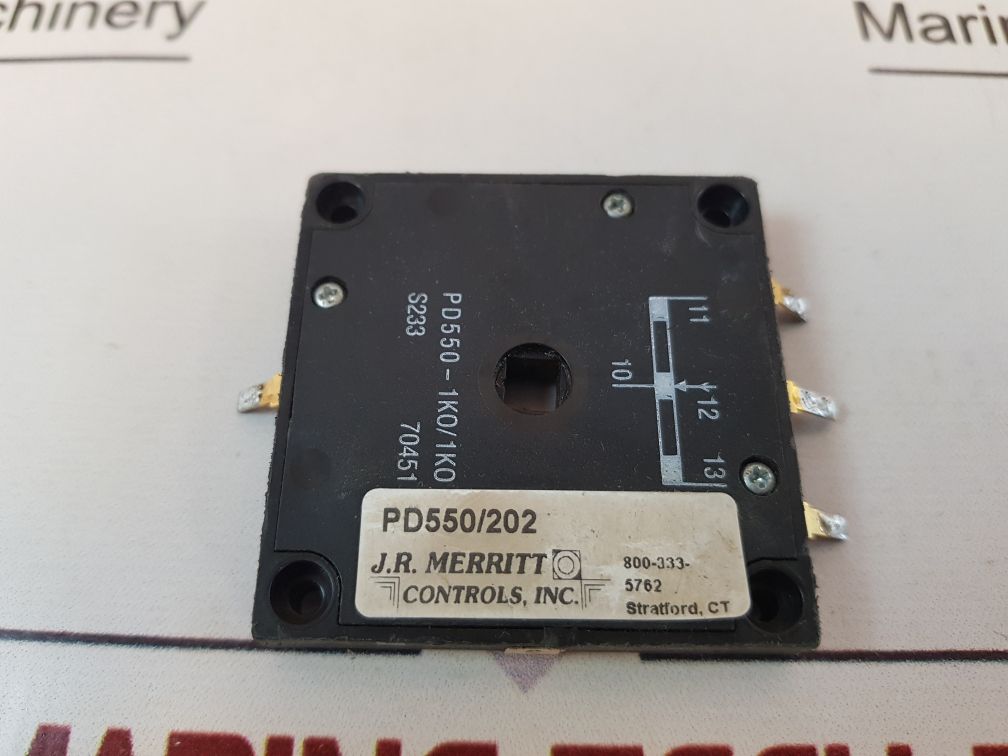 chinery
Marin
PD550-1K0/1K0
S233
70451
11
10
12
13
PD550/202
J.R. MERRITT
CONTROLS, INC.
800-333-
5762
Stratford, CT